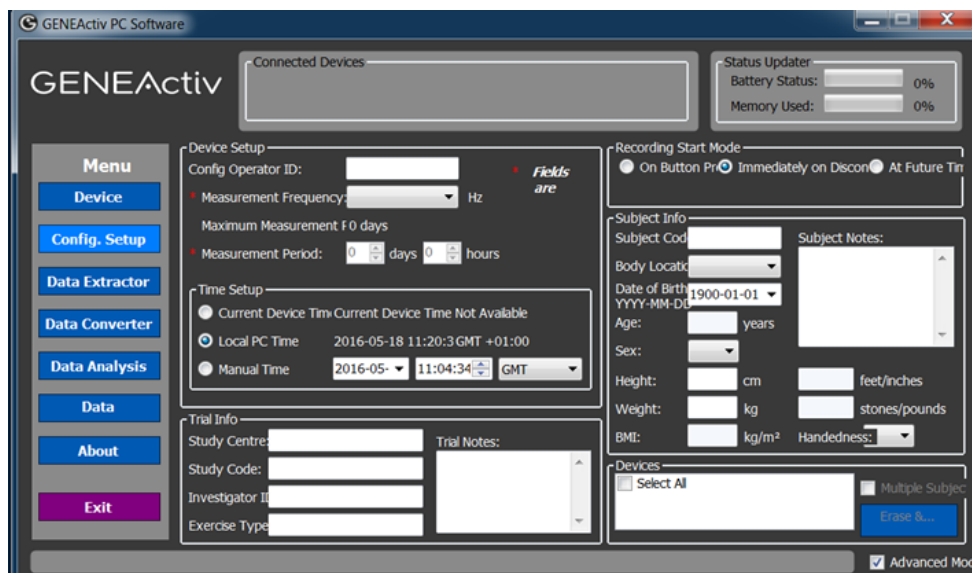 GENEActiv PC Software
GENEActiv
Connected Devices
Status Updater
Battery Status: 0%
Memory Used: 0%
Menu
Device
Config. Setup
Data Extractor
Data Converter
Data Analysis
Data
About
Exit
Device Setup
Config Operator ID:
* Fields are
* Measurement Frequency: Hz
Maximum Measurement P 0 days
* Measurement Period: 0 days 0 hours
Time Setup
Current Device Tim Current Device Time Not Available
Local PC Time 2016-05-18 11:20:3 GMT +01:00
Manual Time 2016-05- 11:04:34 GMT
Trial Info
Study Centre:
Study Code:
Investigator ID
Exercise Type
Trial Notes:
Recording Start Mode
On Button Pr Immediately on Discon At Future Tim
Subject Info
Subject Cod
Subject Notes:
Body Locatic
Date of Birth 1900-01-01
YYYY-MM-DD
Age: years
Sex:
Height: cm feet/inches
Weight: kg stones/pounds
BMI: kg/m² Handedness:
Devices
Select All
Multiple Subjec
Erase &...
Advanced Mod